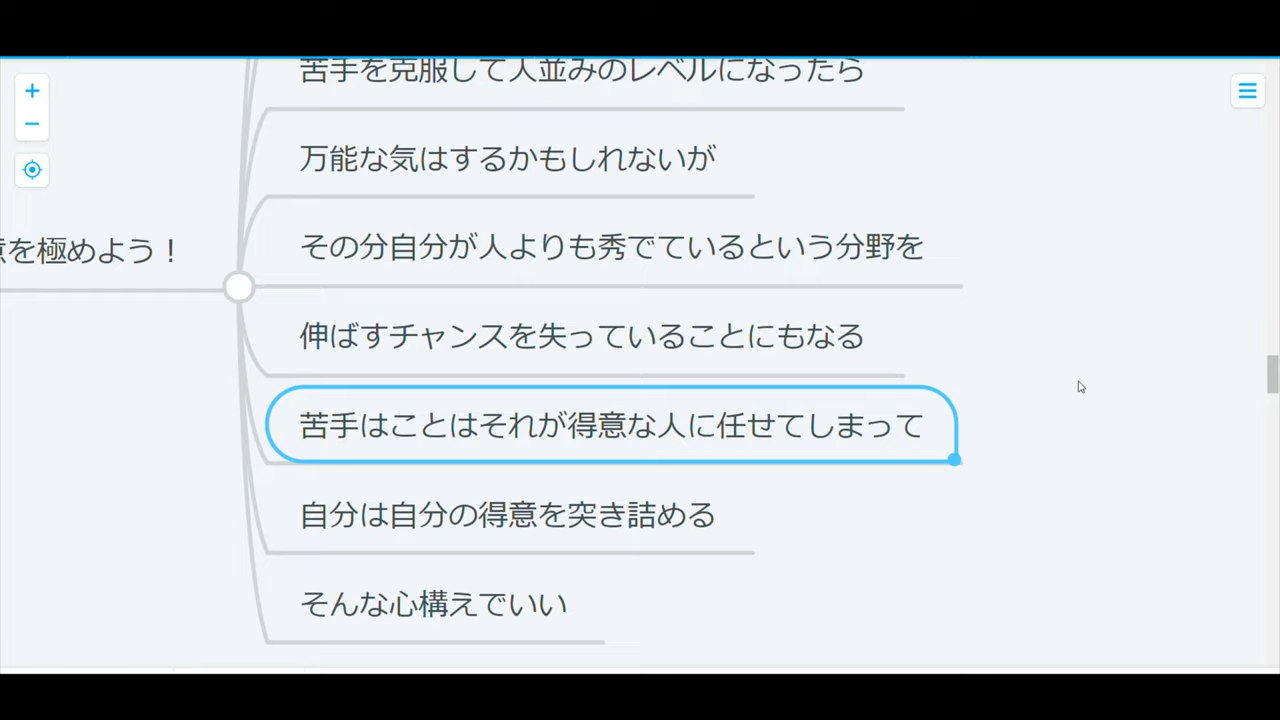 苦手を克服して人並みのレベルになったら
万能な気はするかもしれないが
を極めよう！
その分自分が人よりも秀でているという分野を
伸ばすチャンスを失っていることにもなる
苦手はことはそれが得意な人に任せてしまって
自分は自分の得意を突き詰める
そんな心構えでいい